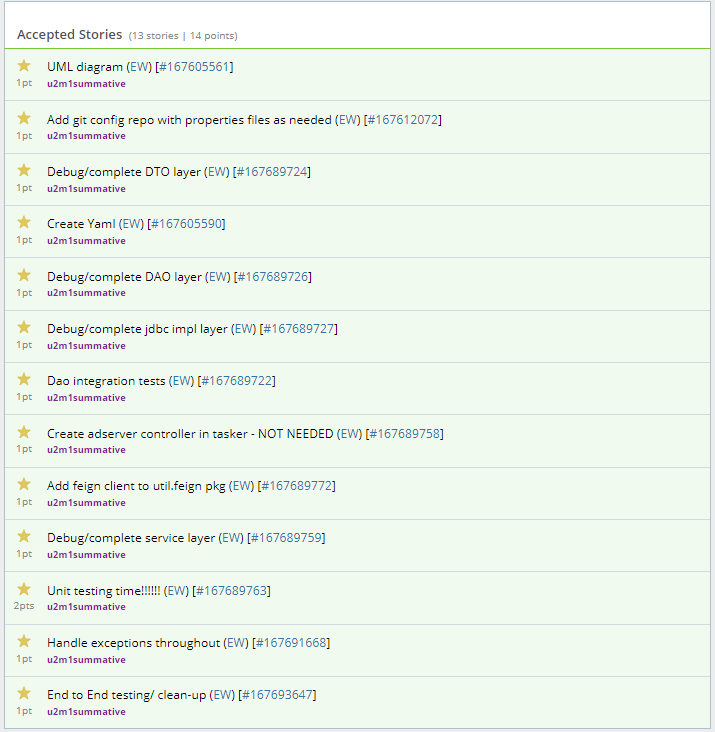 Accepted Stories (13 stories | 14 points)
UML diagram (EW) [#167605561]
1pt u2m1summative
Add git config repo with properties files as needed (EW) [#167612072]
1pt u2m1summative
Debug/complete DTO layer (EW) [#167689724]
1pt u2m1summative
Create Yaml (EW) [#167605590]
1pt u2m1summative
Debug/complete DAO layer (EW) [#167689726]
1pt u2m1summative
Debug/complete jdbc impl layer (EW) [#167689727]
1pt u2m1summative
Dao integration tests (EW) [#167689722]
1pt u2m1summative
Create adserver controller in tasker - NOT NEEDED (EW) [#167689758]
1pt u2m1summative
Add feign client to util.feign pkg (EW) [#167689772]
1pt u2m1summative
Debug/complete service layer (EW) [#167689759]
1pt u2m1summative
Unit testing time!!!!!! (EW) [#167689763]
2pts u2m1summative
Handle exceptions throughout (EW) [#167691668]
1pt u2m1summative
End to End testing/ clean-up (EW) [#167693647]
1pt u2m1summative